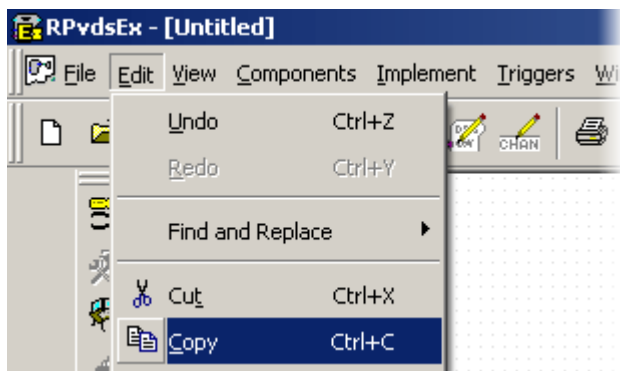 RPvdsEx - [Untitled]
File Edit View Components Implement Triggers
Undo Ctrl+Z
Redo Ctrl+Y
CHAN
Find and Replace
Cut Ctrl+X
Copy Ctrl+C